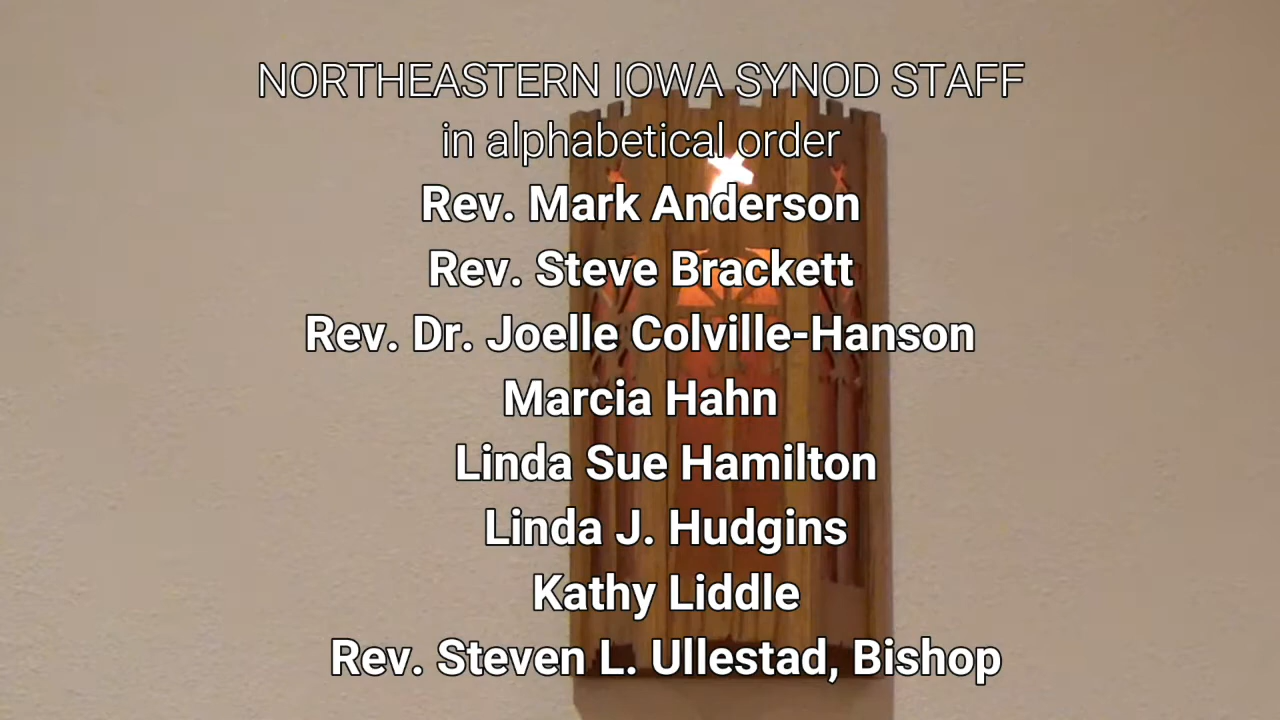 NORTHEASTERN IOWA SYNOD STAFF
in alphabetical order
Rev. Mark Anderson
Rev. Steve Brackett
Rev. Dr. Joelle Colville-Hanson
Marcia Hahn
Linda Sue Hamilton
Linda J. Hudgins
Kathy Liddle
Rev. Steven L. Ullestad, Bishop